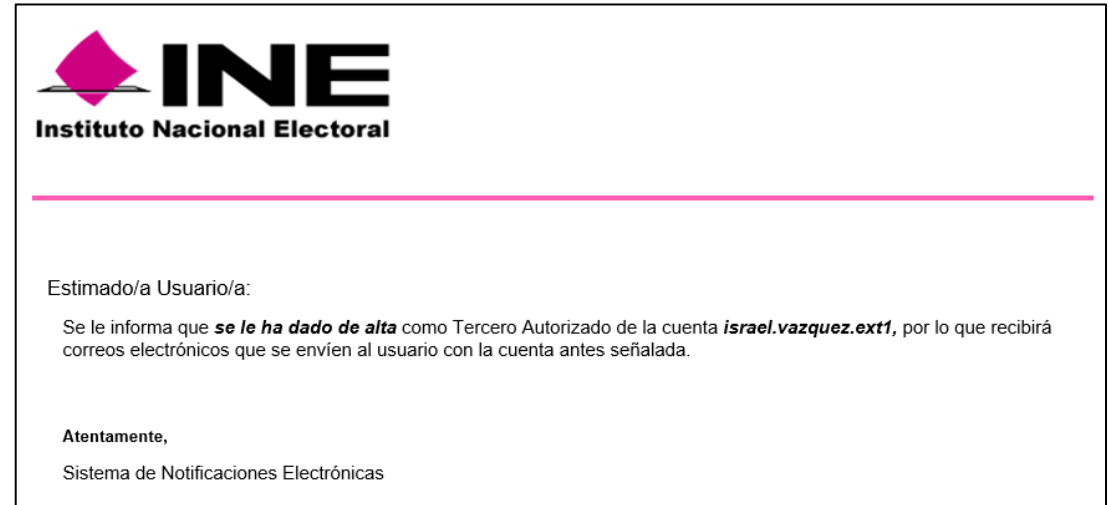 INE
Instituto Nacional Electoral
Estimado/a Usuario/a:
Se le informa que se le ha dado de alta como Tercero Autorizado de la cuenta israel.vazquez.ext1, por lo que recibirá
correos electrónicos que se envíen al usuario con la cuenta antes señalada.
Atentamente,
Sistema de Notificaciones Electrónicas